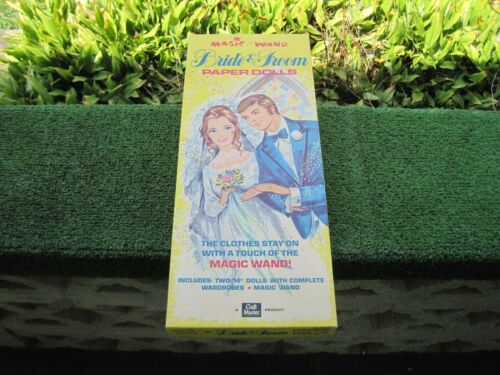 MAGIC WAND
Bride & Groom
PAPER DOLLS
THE CLOTHES STAY ON
WITH A TOUCH OF THE
MAGIC WAND!
INCLUDES: TWO 14" DOLLS WITH COMPLETE
WARDROBES • MAGIC WAND
A Craft Master PRODUCT
Bride & Groom